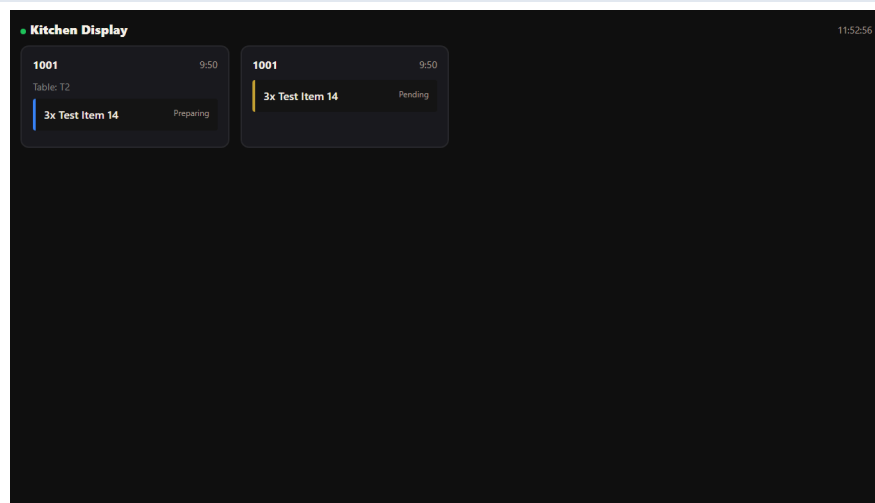 Kitchen Display 11:52:56
1001 9:50
Table: T2
3x Test Item 14 Preparing
1001 9:50
3x Test Item 14 Pending